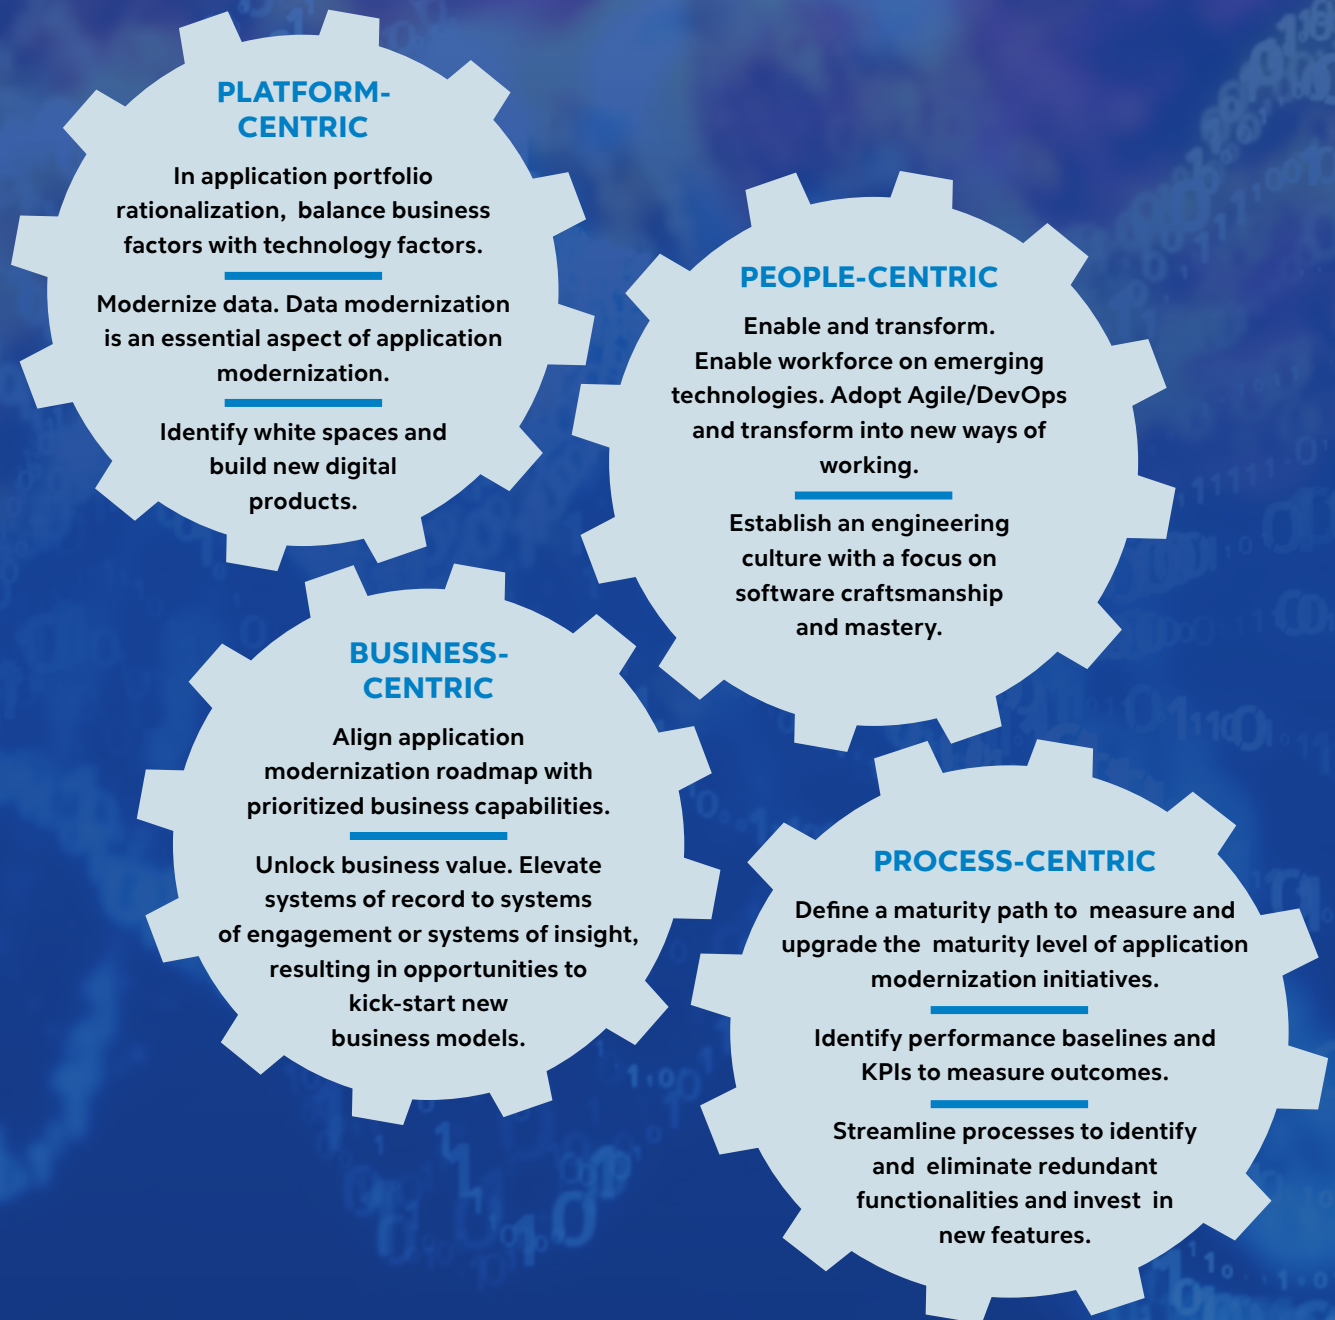 PLATFORM-
CENTRIC
In application portfolio
rationalization, balance business
factors with technology factors.
Modernize data. Data modernization
is an essential aspect of application
modernization.
Identify white spaces and
build new digital
products.
PEOPLE-CENTRIC
Enable and transform.
Enable workforce on emerging
technologies. Adopt Agile/DevOps
and transform into new ways of
working.
Establish an engineering
culture with a focus on
software craftsmanship
and mastery.
BUSINESS-
CENTRIC
Align application
modernization roadmap with
prioritized business capabilities.
Unlock business value. Elevate
systems of record to systems
of engagement or systems of insight,
resulting in opportunities to
kick-start new
business models.
PROCESS-CENTRIC
Define a maturity path to measure and
upgrade the maturity level of application
modernization initiatives.
Identify performance baselines and
KPIs to measure outcomes.
Streamline processes to identify
and eliminate redundant
functionalities and invest in
new features.